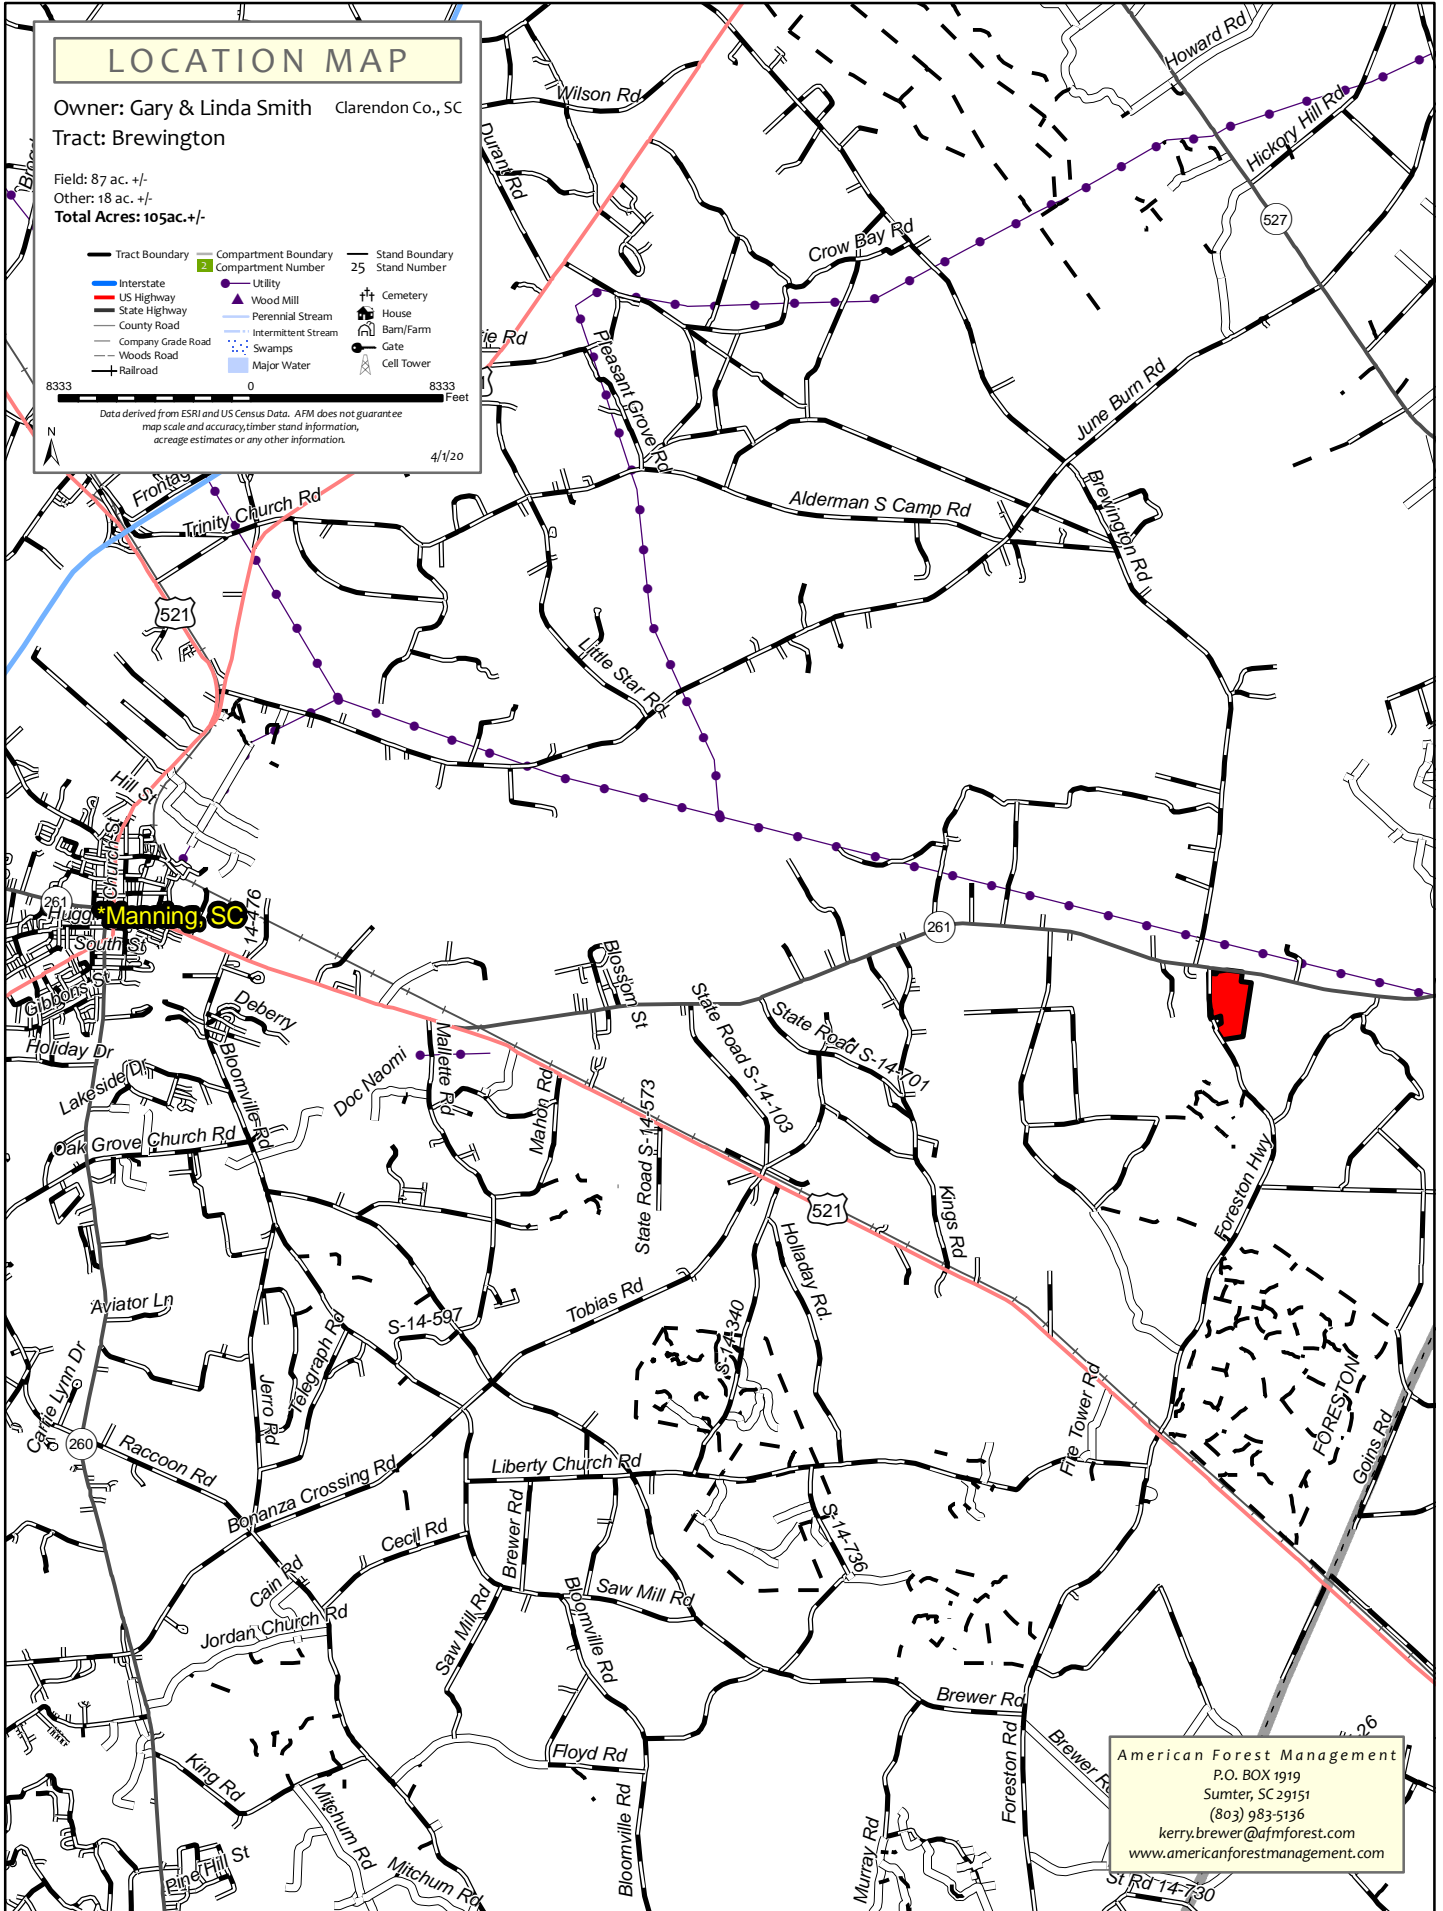 LOCATION MAP
Owner: Gary & Linda Smith
Clarendon Co., SC
Tract: Brewington
Field: 87 ac. +/-
Other: 18 ac. +/-
Total Acres: 105ac.+/-
Tract Boundary
Compartment Boundary
Stand Boundary
2 Compartment Number
25 Stand Number
Interstate
US Highway
State Highway
County Road
Company Grade Road
Woods Road
Railroad
Utility
Wood Mill
Perennial Stream
Intermittent Stream
Swamps
Major Water
Cemetery
House
Barn/Farm
Gate
Cell Tower
8333
0
8333
Feet
Data derived from ESRI and US Census Data. AFM does not guarantee
map scale and accuracy,timber stand information,
acreage estimates or any other information.
N
4/1/20
Wilson Rd
Durant Rd
Howard Rd
Hickory Hill Rd
527
Crow Bay Rd
Pleasant Grove Rd
June Burn Rd
Alderman S Camp Rd
Brewington Rd
Trinity Church Rd
521
Little Star Rd
Hill St
Church St
261
*Manning, SC
14-476
South St
Gibbons St
Deberry
Holiday Dr
Lakeside Dr
Bloomville Rd
Oak Grove Church Rd
Doc Naomi
Mallette Rd
Mahon Rd
Blossom St
261
State Road S-14-103
State Road S-14-701
State Road S-14-573
521
Kings Rd
Foreston Hwy
Holladay Rd.
Tobias Rd
S-14-340
S-14-597
Aviator Ln
Telegraph Rd
Jerro Rd
Carrie Lynn Dr
260
Raccoon Rd
Bonanza Crossing Rd
Liberty Church Rd
Fire Tower Rd
FORESTON
Goins Rd
Brewer Rd
Cecil Rd
S-14-736
Cain Rd
Saw Mill Rd
Saw Mill Rd
Bloomville Rd
Jordan Church Rd
Brewer Rd
Brewer Rd
Foreston Rd
Floyd Rd
King Rd
Mitchum Rd
Mitchum Rd
Bloomville Rd
Murray Rd
Pine Hill St
St Rd 14-730
American Forest Management
P.O. BOX 1919
Sumter, SC 29151
(803) 983-5136
kerry.brewer@afmforest.com
www.americanforestmanagement.com